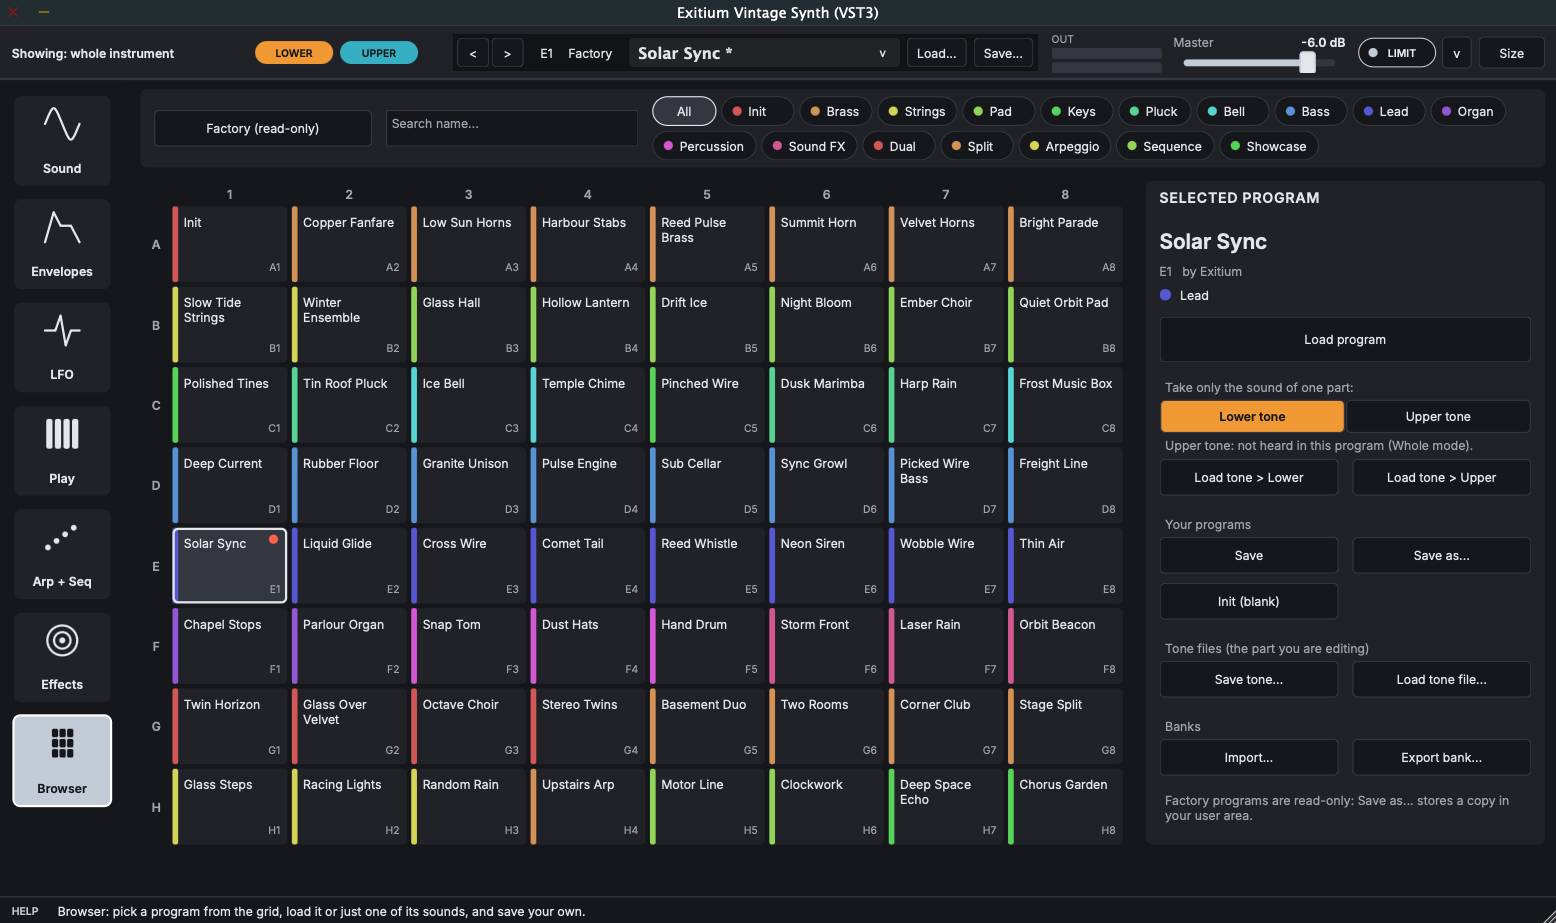 Exitium Vintage Synth (VST3)
Showing: whole instrument
LOWER
UPPER
<
>
E1 Factory
Solar Sync *
v
Load...
Save...
OUT
Master
-6.0 dB
LIMIT
v
Size
Sound
Envelopes
LFO
Play
Arp + Seq
Effects
Browser
Factory (read-only)
Search name...
All Init Brass Strings Pad Keys Pluck Bell Bass Lead Organ
Percussion Sound FX Dual Split Arpeggio Sequence Showcase
1 2 3 4 5 6 7 8
A
Init
A1
Copper Fanfare
A2
Low Sun Horns
A3
Harbour Stabs
A4
Reed Pulse
Brass
A5
Summit Horn
A6
Velvet Horns
A7
Bright Parade
A8
B
Slow Tide
Strings
B1
Winter
Ensemble
B2
Glass Hall
B3
Hollow Lantern
B4
Drift Ice
B5
Night Bloom
B6
Ember Choir
B7
Quiet Orbit Pad
B8
C
Polished Tines
C1
Tin Roof Pluck
C2
Ice Bell
C3
Temple Chime
C4
Pinched Wire
C5
Dusk Marimba
C6
Harp Rain
C7
Frost Music Box
C8
D
Deep Current
D1
Rubber Floor
D2
Granite Unison
D3
Pulse Engine
D4
Sub Cellar
D5
Sync Growl
D6
Picked Wire
Bass
D7
Freight Line
D8
E
Solar Sync
E1
Liquid Glide
E2
Cross Wire
E3
Comet Tail
E4
Reed Whistle
E5
Neon Siren
E6
Wobble Wire
E7
Thin Air
E8
F
Chapel Stops
F1
Parlour Organ
F2
Snap Tom
F3
Dust Hats
F4
Hand Drum
F5
Storm Front
F6
Laser Rain
F7
Orbit Beacon
F8
G
Twin Horizon
G1
Glass Over
Velvet
G2
Octave Choir
G3
Stereo Twins
G4
Basement Duo
G5
Two Rooms
G6
Corner Club
G7
Stage Split
G8
H
Glass Steps
H1
Racing Lights
H2
Random Rain
H3
Upstairs Arp
H4
Motor Line
H5
Clockwork
H6
Deep Space
Echo
H7
Chorus Garden
H8
SELECTED PROGRAM
Solar Sync
E1 by Exitium
Lead
Load program
Take only the sound of one part:
Lower tone
Upper tone
Upper tone: not heard in this program (Whole mode).
Load tone > Lower
Load tone > Upper
Your programs
Save
Save as...
Init (blank)
Tone files (the part you are editing)
Save tone...
Load tone file...
Banks
Import...
Export bank...
Factory programs are read-only: Save as... stores a copy in
your user area.
HELP
Browser: pick a program from the grid, load it or just one of its sounds, and save your own.